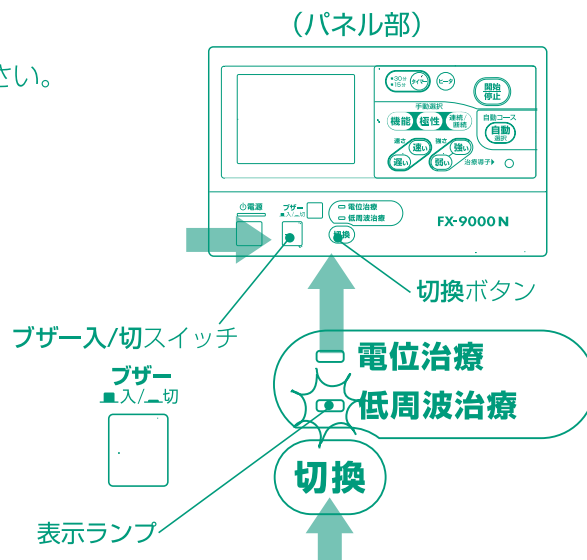 （パネル部）
さい。
●30分
●15分
タイマー
ヒータ
開始
停止
手動選択
機能
極性
連続/
断続
自動コース
自動
選択
速さ
速い
遅い
強さ
強い
弱い
治療導子
電源
ブザー
入/切
電位治療
低周波治療
切換
FX-9000N
切換ボタン
ブザー入/切スイッチ
ブザー
入/切
電位治療
低周波治療
切換
表示ランプ